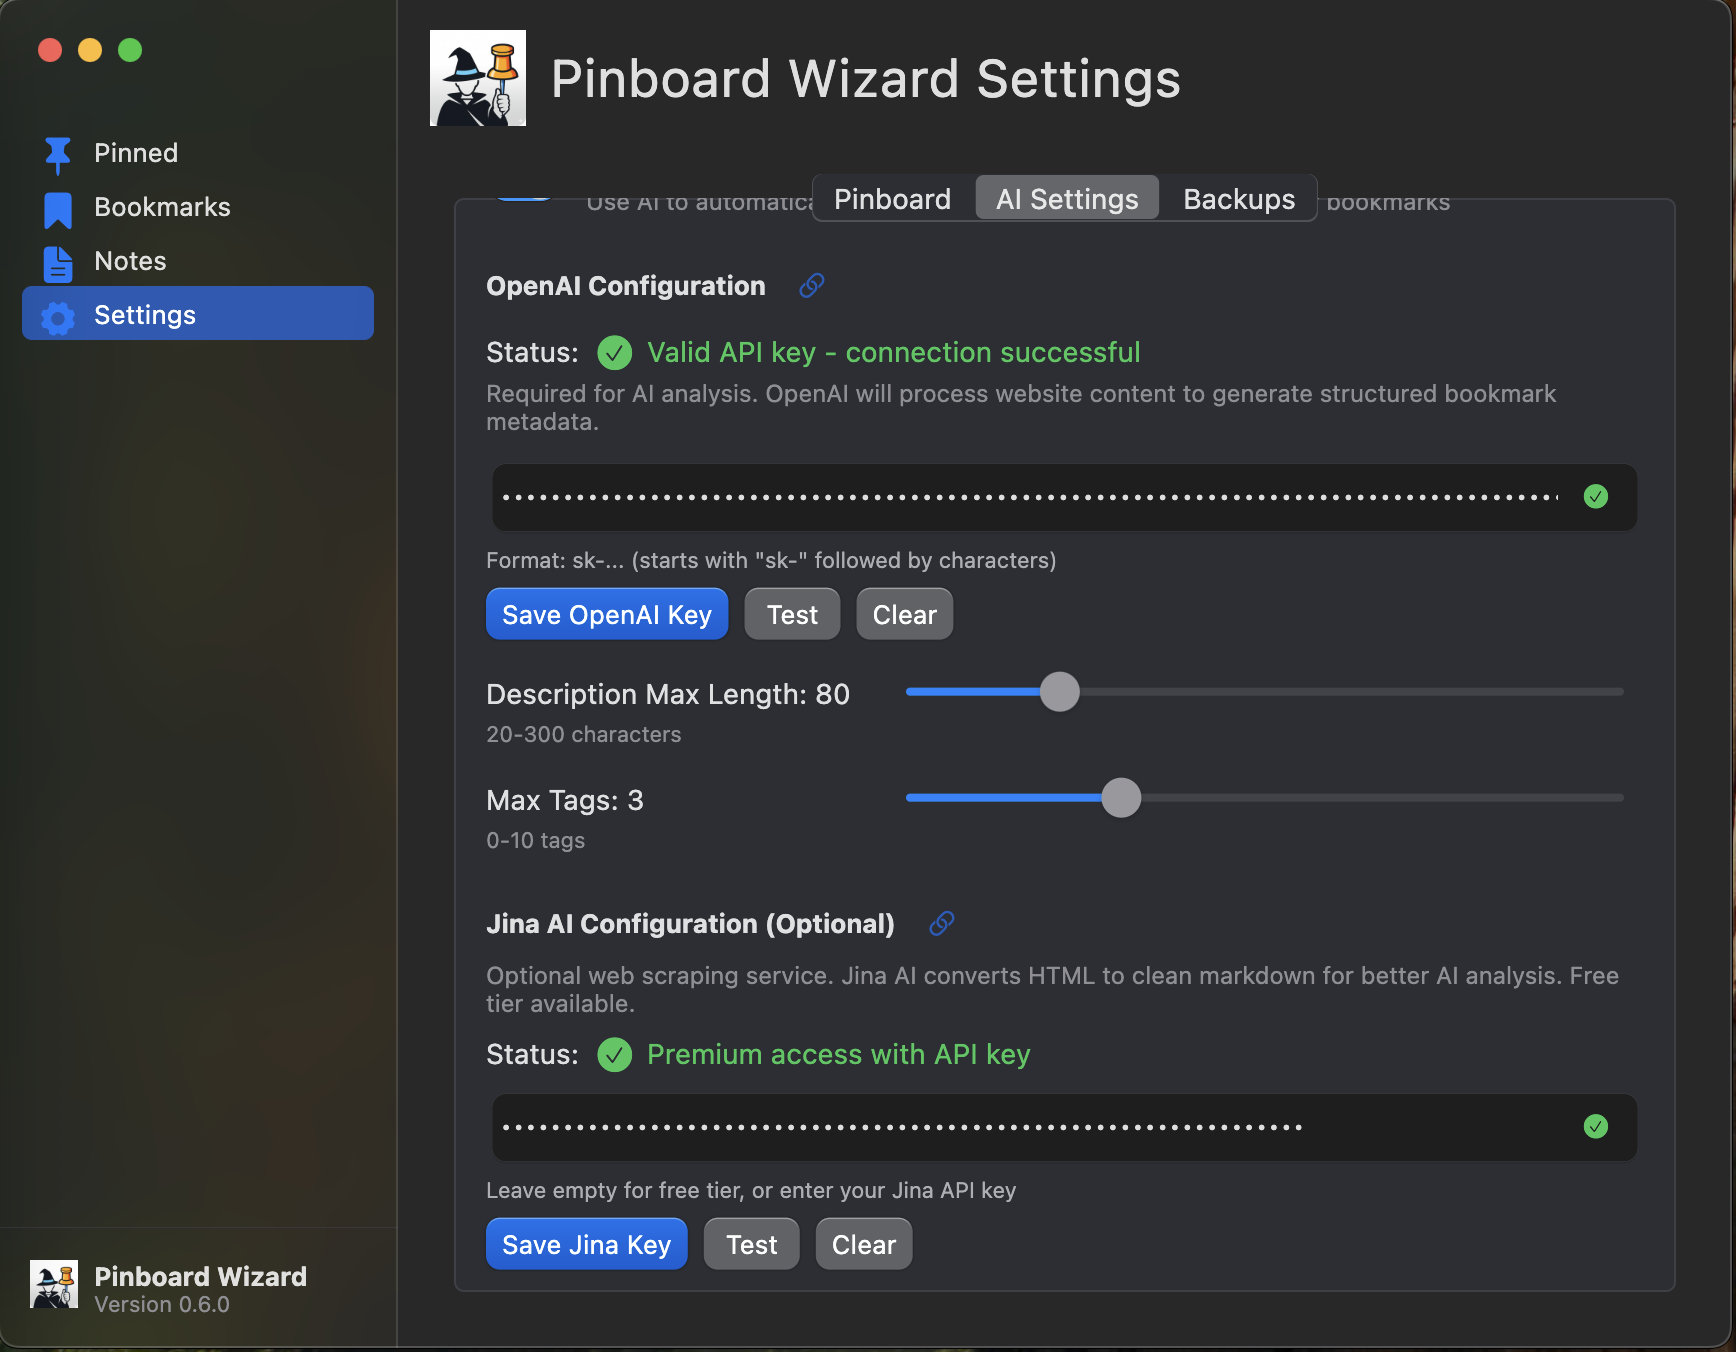 Pinboard Wizard Settings
Pinned
Bookmarks
Notes
Settings
Pinboard
AI Settings
Backups
Use AI to
bookmarks
OpenAI Configuration
Status: Valid API key - connection successful
Required for AI analysis. OpenAI will process website content to generate structured bookmark
metadata.
Format: sk-... (starts with "sk-" followed by characters)
Save OpenAI Key
Test
Clear
Description Max Length: 80
20-300 characters
Max Tags: 3
0-10 tags
Jina AI Configuration (Optional)
Optional web scraping service. Jina AI converts HTML to clean markdown for better AI analysis. Free
tier available.
Status: Premium access with API key
Leave empty for free tier, or enter your Jina API key
Save Jina Key
Test
Clear
Pinboard Wizard
Version 0.6.0